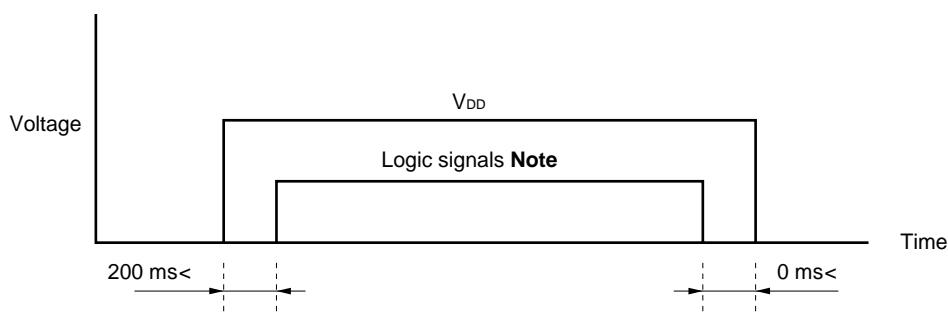 VDD
Voltage
Logic signals Note
Time
200 ms<
0 ms<